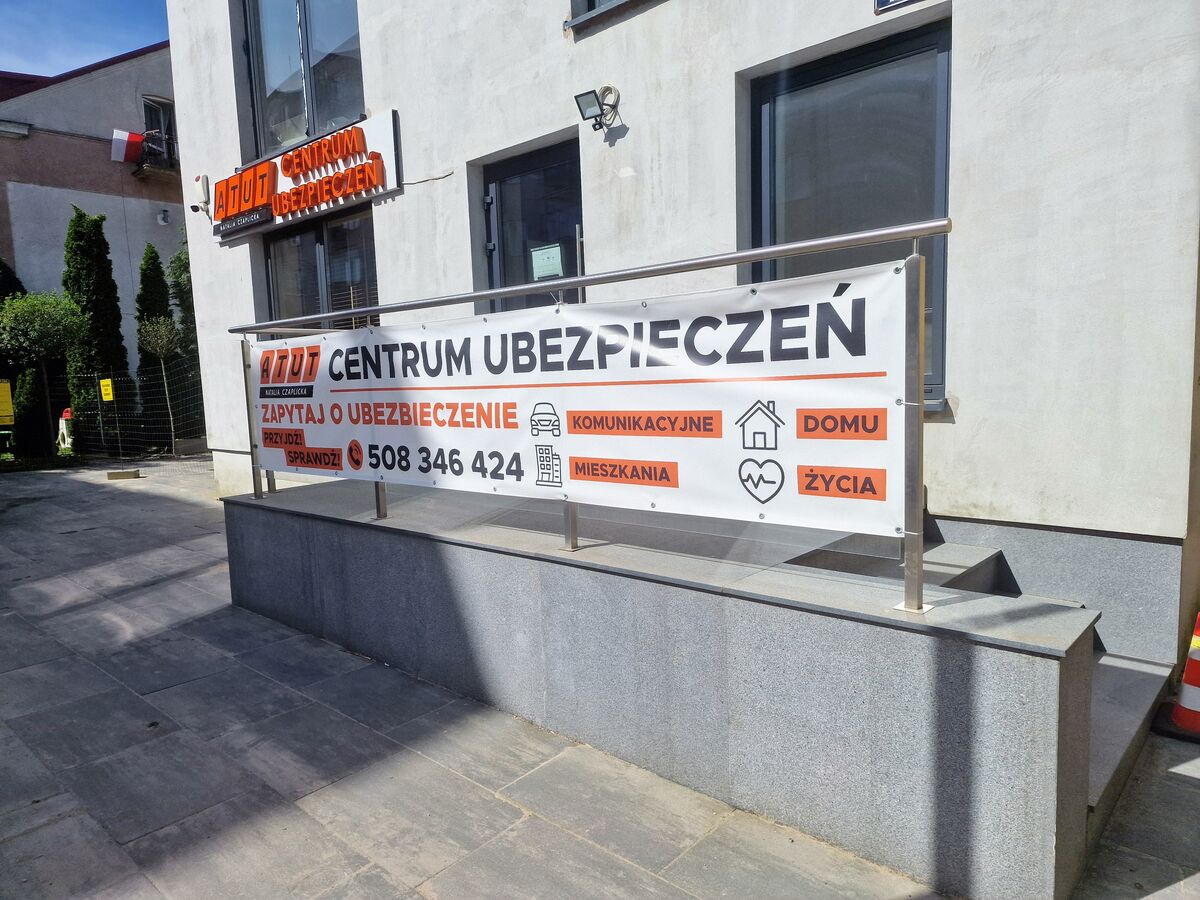 ATUT
NATALIA CZAPLICKA
CENTRUM
UBEZPIECZEŃ
ATUT
NATALIA CZAPLICKA
CENTRUM UBEZPIECZEŃ
ZAPYTAJ O UBEZBIECZENIE
PRZYJDŹ!
SPRAWDŹ!
508 346 424
KOMUNIKACYJNE
MIESZKANIA
DOMU
ŻYCIA